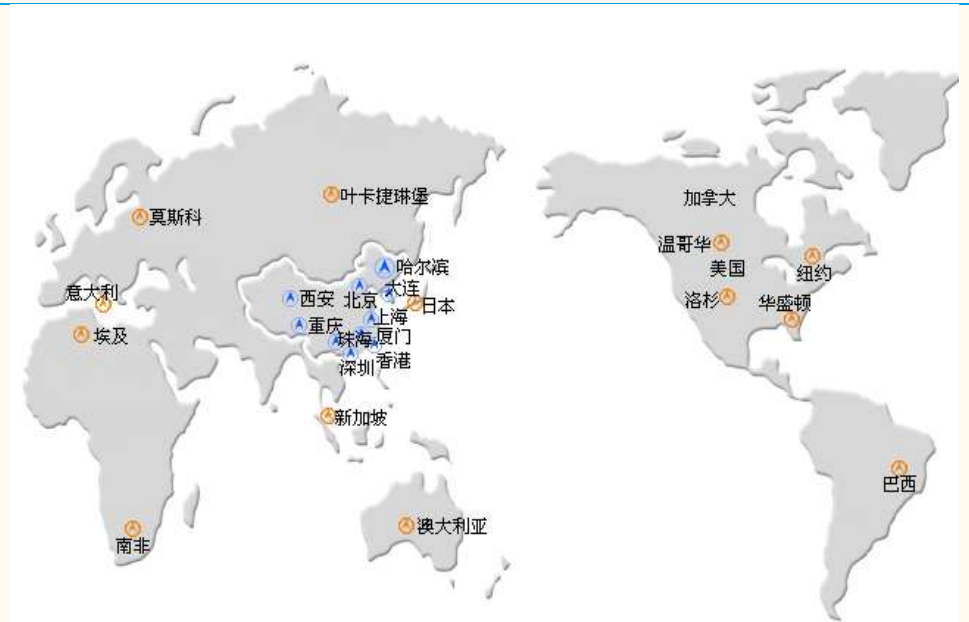 叶卡捷琳堡
莫斯科
哈尔滨
意大利
西安
北京
大连
日本
重庆
上海
埃及
珠海
厦门
深圳
香港
新加坡
澳大利亚
南非
加拿大
温哥华
美国
纽约
洛杉
华盛顿
巴西